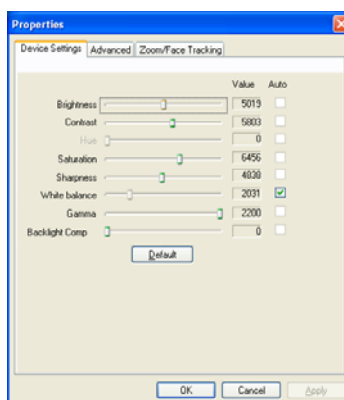 Properties
Device Settings Advanced Zoom/Face Tracking
Value Auto
Brightness 5019
Contrast 5803
Hue 0
Saturation 6456
Sharpness 4838
White balance 2031
Gamma 2200
Backlight Comp 0
Default
OK Cancel Apply